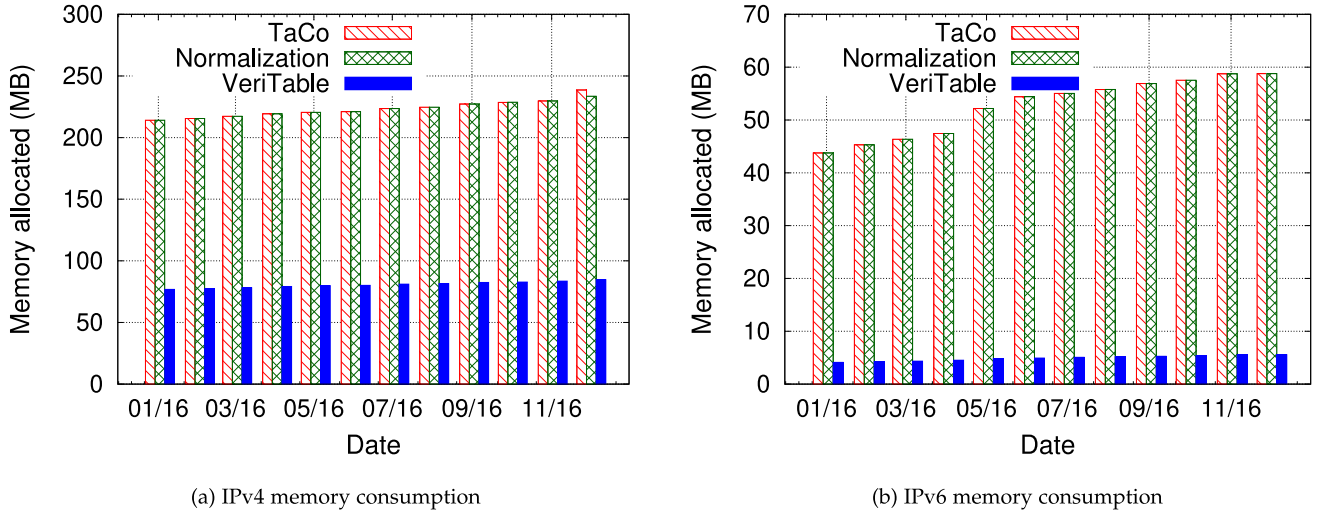 300
250
200
150
100
50
0
Memory allocated (MB)
TaCo
Normalization
VeriTable
01/16 03/16 05/16 07/16 09/16 11/16
Date
(a) IPv4 memory consumption
70
60
50
40
30
20
10
0
Memory allocated (MB)
TaCo
Normalization
VeriTable
01/16 03/16 05/16 07/16 09/16 11/16
Date
(b) IPv6 memory consumption